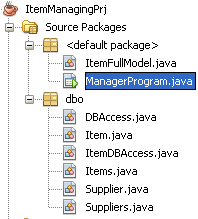 ItemManagingPrj
Source Packages
<default package>
ItemFullModel.java
ManagerProgram.java
dbo
DBAccess.java
Item.java
ItemDBAccess.java
Items.java
Supplier.java
Suppliers.java